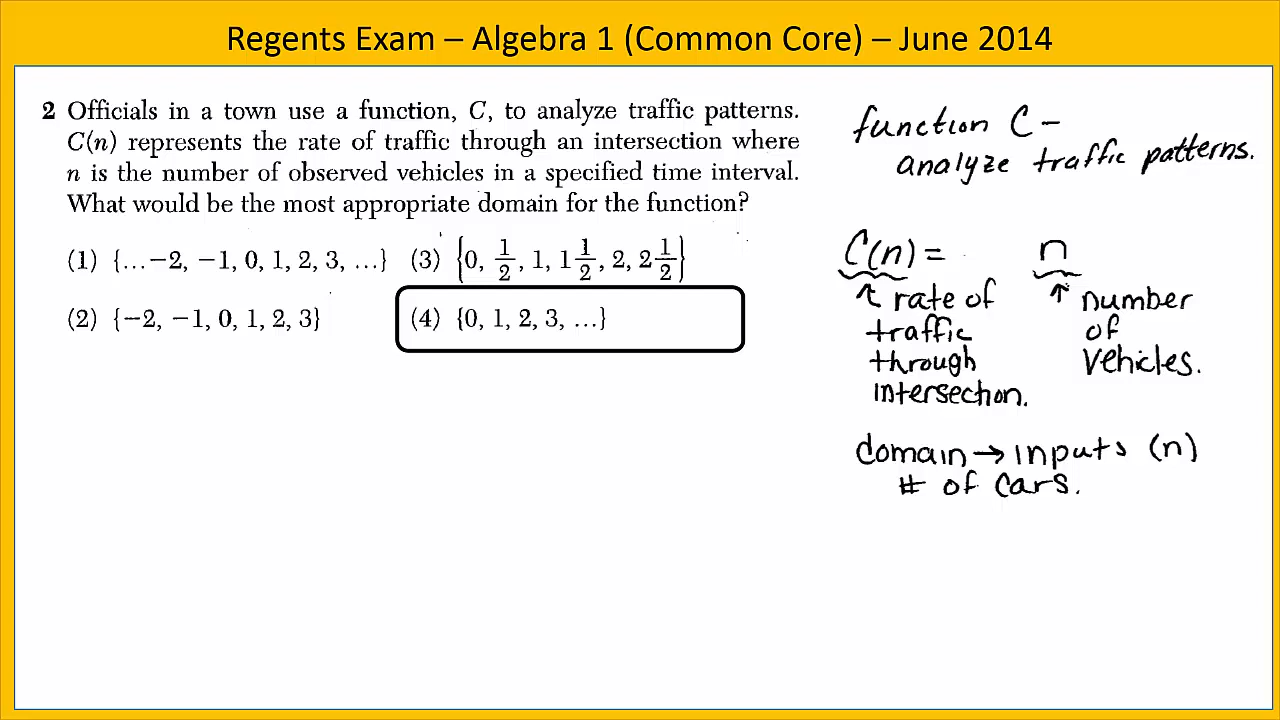 Regents Exam – Algebra 1 (Common Core) – June 2014
2 Officials in a town use a function, C, to analyze traffic patterns.
C(n) represents the rate of traffic through an intersection where
n is the number of observed vehicles in a specified time interval.
What would be the most appropriate domain for the function?
(1) {…−2, −1, 0, 1, 2, 3, …} (3) {0, 1/2, 1, 1 1/2, 2, 2 1/2}
(2) {−2, −1, 0, 1, 2, 3} (4) {0, 1, 2, 3, …}
function C –
analyze traffic patterns.
C(n) = n
↑ rate of
traffic
through
intersection.
↑ number
of
vehicles.
domain → inputs (n)
# of cars.